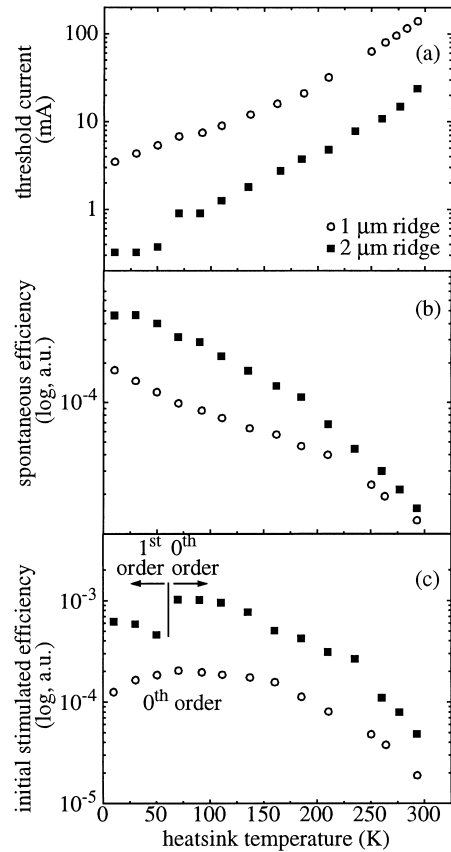 threshold current
(mA)
100
10
1
(a)
1 μm ridge
2 μm ridge
spontaneous efficiency
(log, a.u.)
10-4
(b)
initial stimulated efficiency
(log, a.u.)
10-3
10-4
10-5
1st 0th
order order
(c)
0th order
0 50 100 150 200 250 300
heatsink temperature (K)